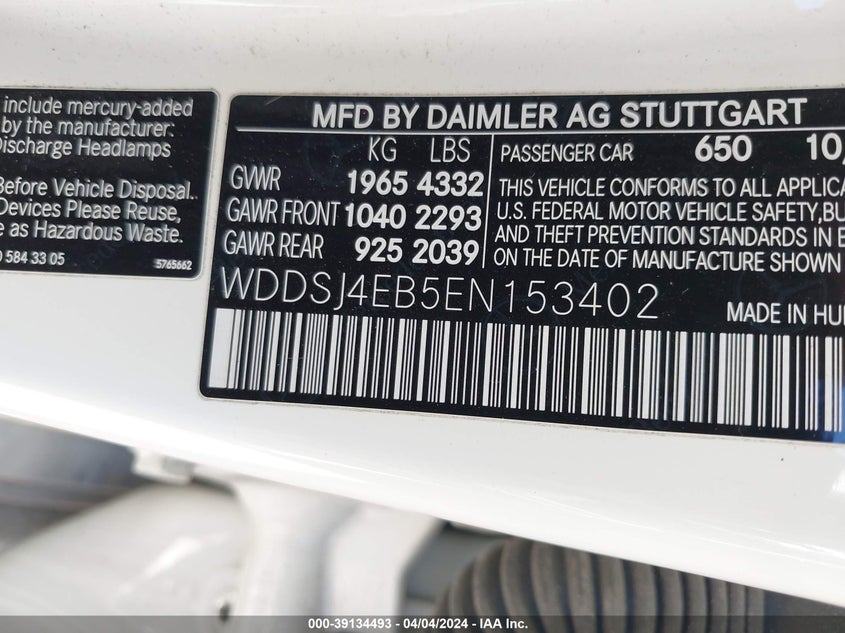 include mercury-added
by the manufacturer:
Discharge Headlamps
Before Vehicle Disposal.
Devices Please Reuse,
as Hazardous Waste.
584 33 05
5765662
MFD BY DAIMLER AG STUTTGART
KG LBS
GVWR 1965 4332
GAWR FRONT 1040 2293
GAWR REAR 925 2039
PASSENGER CAR 650 10
THIS VEHICLE CONFORMS TO ALL
U.S. FEDERAL MOTOR VEHICLE SAFETY,
AND THEFT PREVENTION STANDARDS IN
ON THE DATE OF MANUFACTURE SHOWN
WDDSJ4EB5EN153402
MADE IN
000-39134493 - 04/04/2024 - IAA Inc.